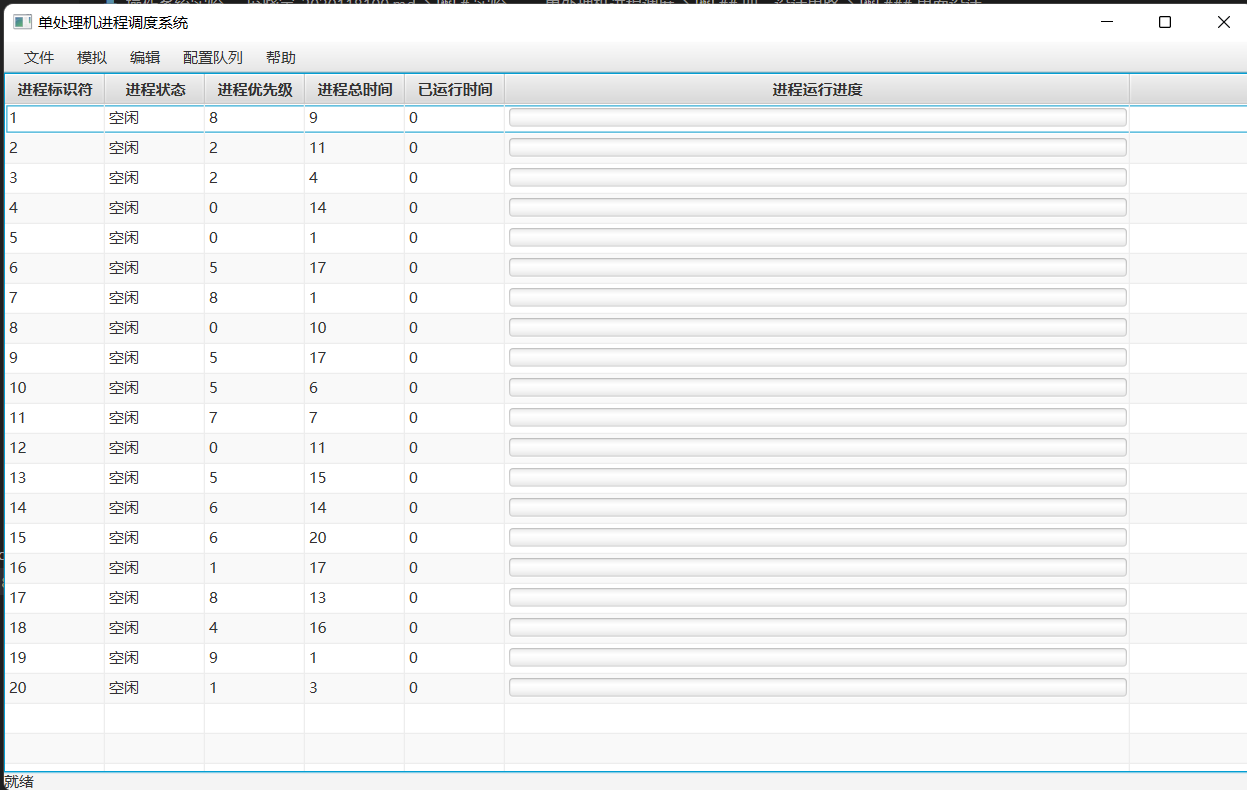 单处理机进程调度系统
文件 模拟 编辑 配置队列 帮助
进程标识符 进程状态 进程优先级 进程总时间 已运行时间 进程运行进度
1 空闲 8 9 0
2 空闲 2 11 0
3 空闲 2 4 0
4 空闲 0 14 0
5 空闲 0 1 0
6 空闲 5 17 0
7 空闲 8 1 0
8 空闲 0 10 0
9 空闲 5 17 0
10 空闲 5 6 0
11 空闲 7 7 0
12 空闲 0 11 0
13 空闲 5 15 0
14 空闲 6 14 0
15 空闲 6 20 0
16 空闲 1 17 0
17 空闲 8 13 0
18 空闲 4 16 0
19 空闲 9 1 0
20 空闲 1 3 0
就绪